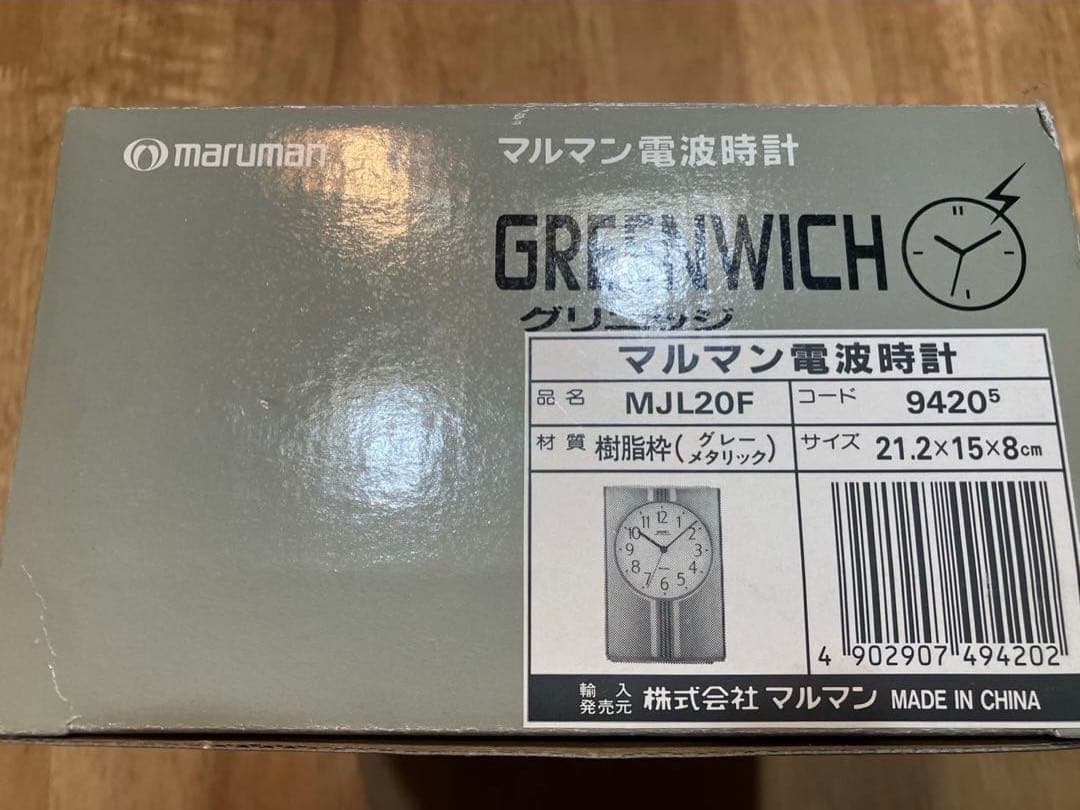 maruman
マルマン電波時計
GREENWICH
グリニッジ
マルマン電波時計
品名 MJL20F コード 9420⁵
材質 樹脂枠(グレーメタリック) サイズ 21.2×15×8cm
11 12 1
10 2
9 3
8 4
7 6 5
4 902907 494202
輸入発売元 株式会社 マルマン MADE IN CHINA